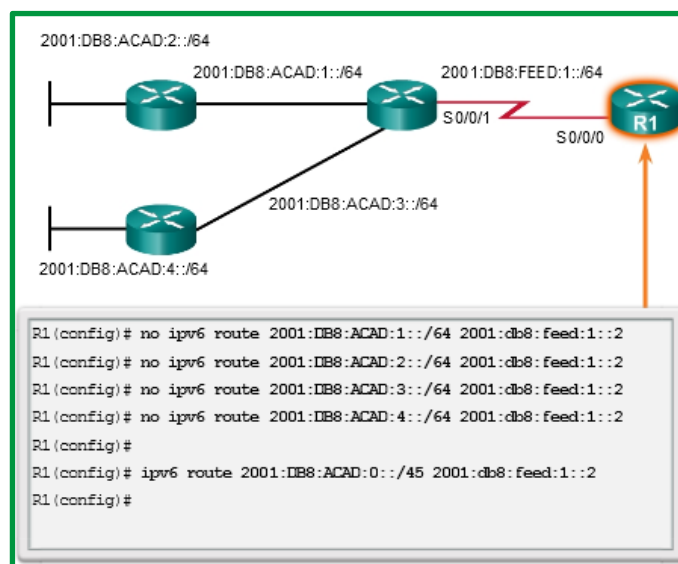 2001:DB8:ACAD:2::/64
2001:DB8:ACAD:1::/64
2001:DB8:FEED:1::/64
S0/0/1
R1
S0/0/0
2001:DB8:ACAD:3::/64
2001:DB8:ACAD:4::/64
R1(config)# no ipv6 route 2001:DB8:ACAD:1::/64 2001:db8:feed:1::2
R1(config)# no ipv6 route 2001:DB8:ACAD:2::/64 2001:db8:feed:1::2
R1(config)# no ipv6 route 2001:DB8:ACAD:3::/64 2001:db8:feed:1::2
R1(config)# no ipv6 route 2001:DB8:ACAD:4::/64 2001:db8:feed:1::2
R1(config)#
R1(config)# ipv6 route 2001:DB8:ACAD:0::/45 2001:db8:feed:1::2
R1(config)#